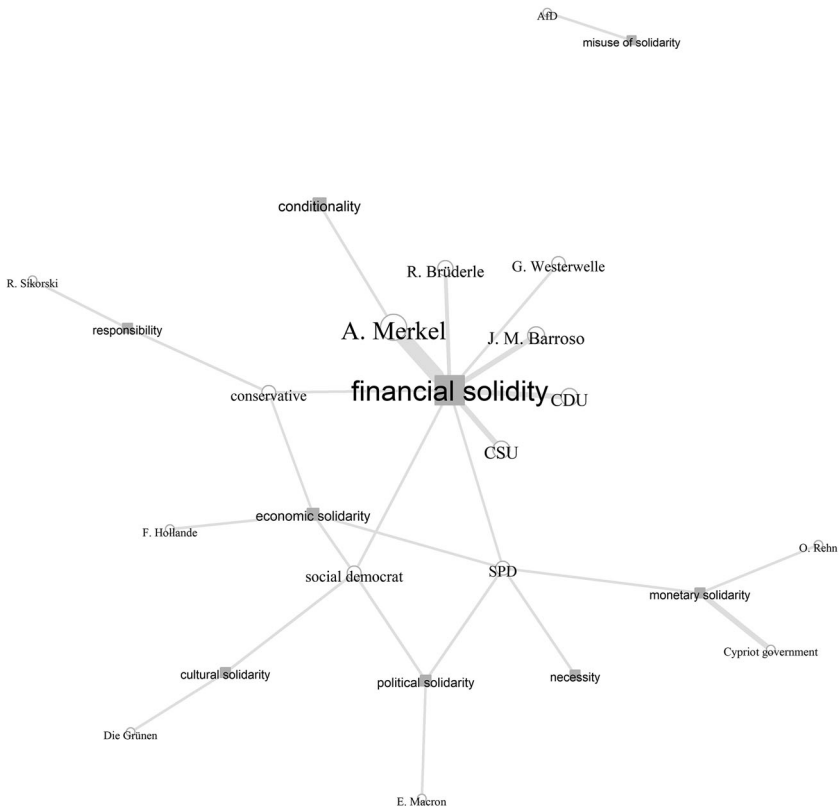 AfD
misuse of solidarity
conditionality
R. Brüderle
G. Westerwelle
R. Sikorski
responsibility
A. Merkel
J. M. Barroso
conservative
financial solidity
CDU
CSU
economic solidarity
F. Hollande
O. Rehn
social democrat
SPD
monetary solidarity
Cypriot government
cultural solidarity
political solidarity
necessity
Die Grünen
E. Macron